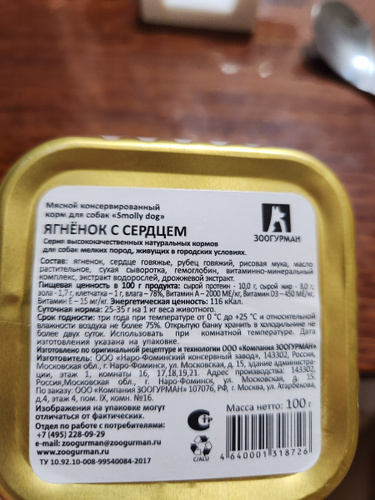 Мясной консервированный
корм для собак «Smolly dog»
ЯГНЁНОК С СЕРДЦЕМ
Серия высококачественных натуральных кормов
для собак мелких пород, живущих в городских условиях.
ЗООГУРМАН
Состав: ягненок, сердце говяжье, рубец говяжий, рисовая мука, масло
растительное, сухая сыворотка, гемоглобин, витаминно-минеральный
комплекс, экстракт водорослей, дрожжевой экстракт.
Пищевая ценность в 100 г продукта: сырой протеин - 10,0 г, сырой жир - 8,0 г,
зола - 1,7 г, клетчатка – 1 г, влага – 78%, Витамин А – 2000 МЕ/кг, Витамин D3 – 450 МЕ/кг,
Витамин Е – 15 мг/кг. Энергетическая ценность: 116 кКал.
Суточная норма: 25-35 г на 1 кг веса животного.
Срок годности: три года при температуре от 0 °С до +25 °С и относительной
влажности воздуха не более 75%. Открытую банку хранить в холодильнике не
более двух суток. Использовать при комнатной температуре. Дата
изготовления указана на упаковке.
Изготовлено по оригинальной рецептуре и технологии ООО «Компания ЗООГУРМАН»
Изготовитель: ООО «Наро-Фоминский консервный завод», 143302, Россия,
Московская обл., г. Наро-Фоминск, ул. Московская, д. 15, здание администра-
ции, этаж 1, комнаты 16, 17,18,19,21. Адрес производства: 143302,
Россия,Московская обл., г. Наро-Фоминск, ул. Московская, д. 15.
По заказу: ООО «Компания ЗООГУРМАН» 107076, РФ, г. Москва, ул. Атарбекова,
д.4, этаж 4, пом. IX, комн. №16.
Изображения на упаковке могут
отличаться от фактических.
Отдел по работе с потребителями:
+7 (495) 228-09-29
e-mail: zoogurman@zoogurman.ru
www.zoogurman.ru
ТУ 10.92.10-008-99540084-2017
C/ALU
Масса нетто: 100 г
4 640001 318726